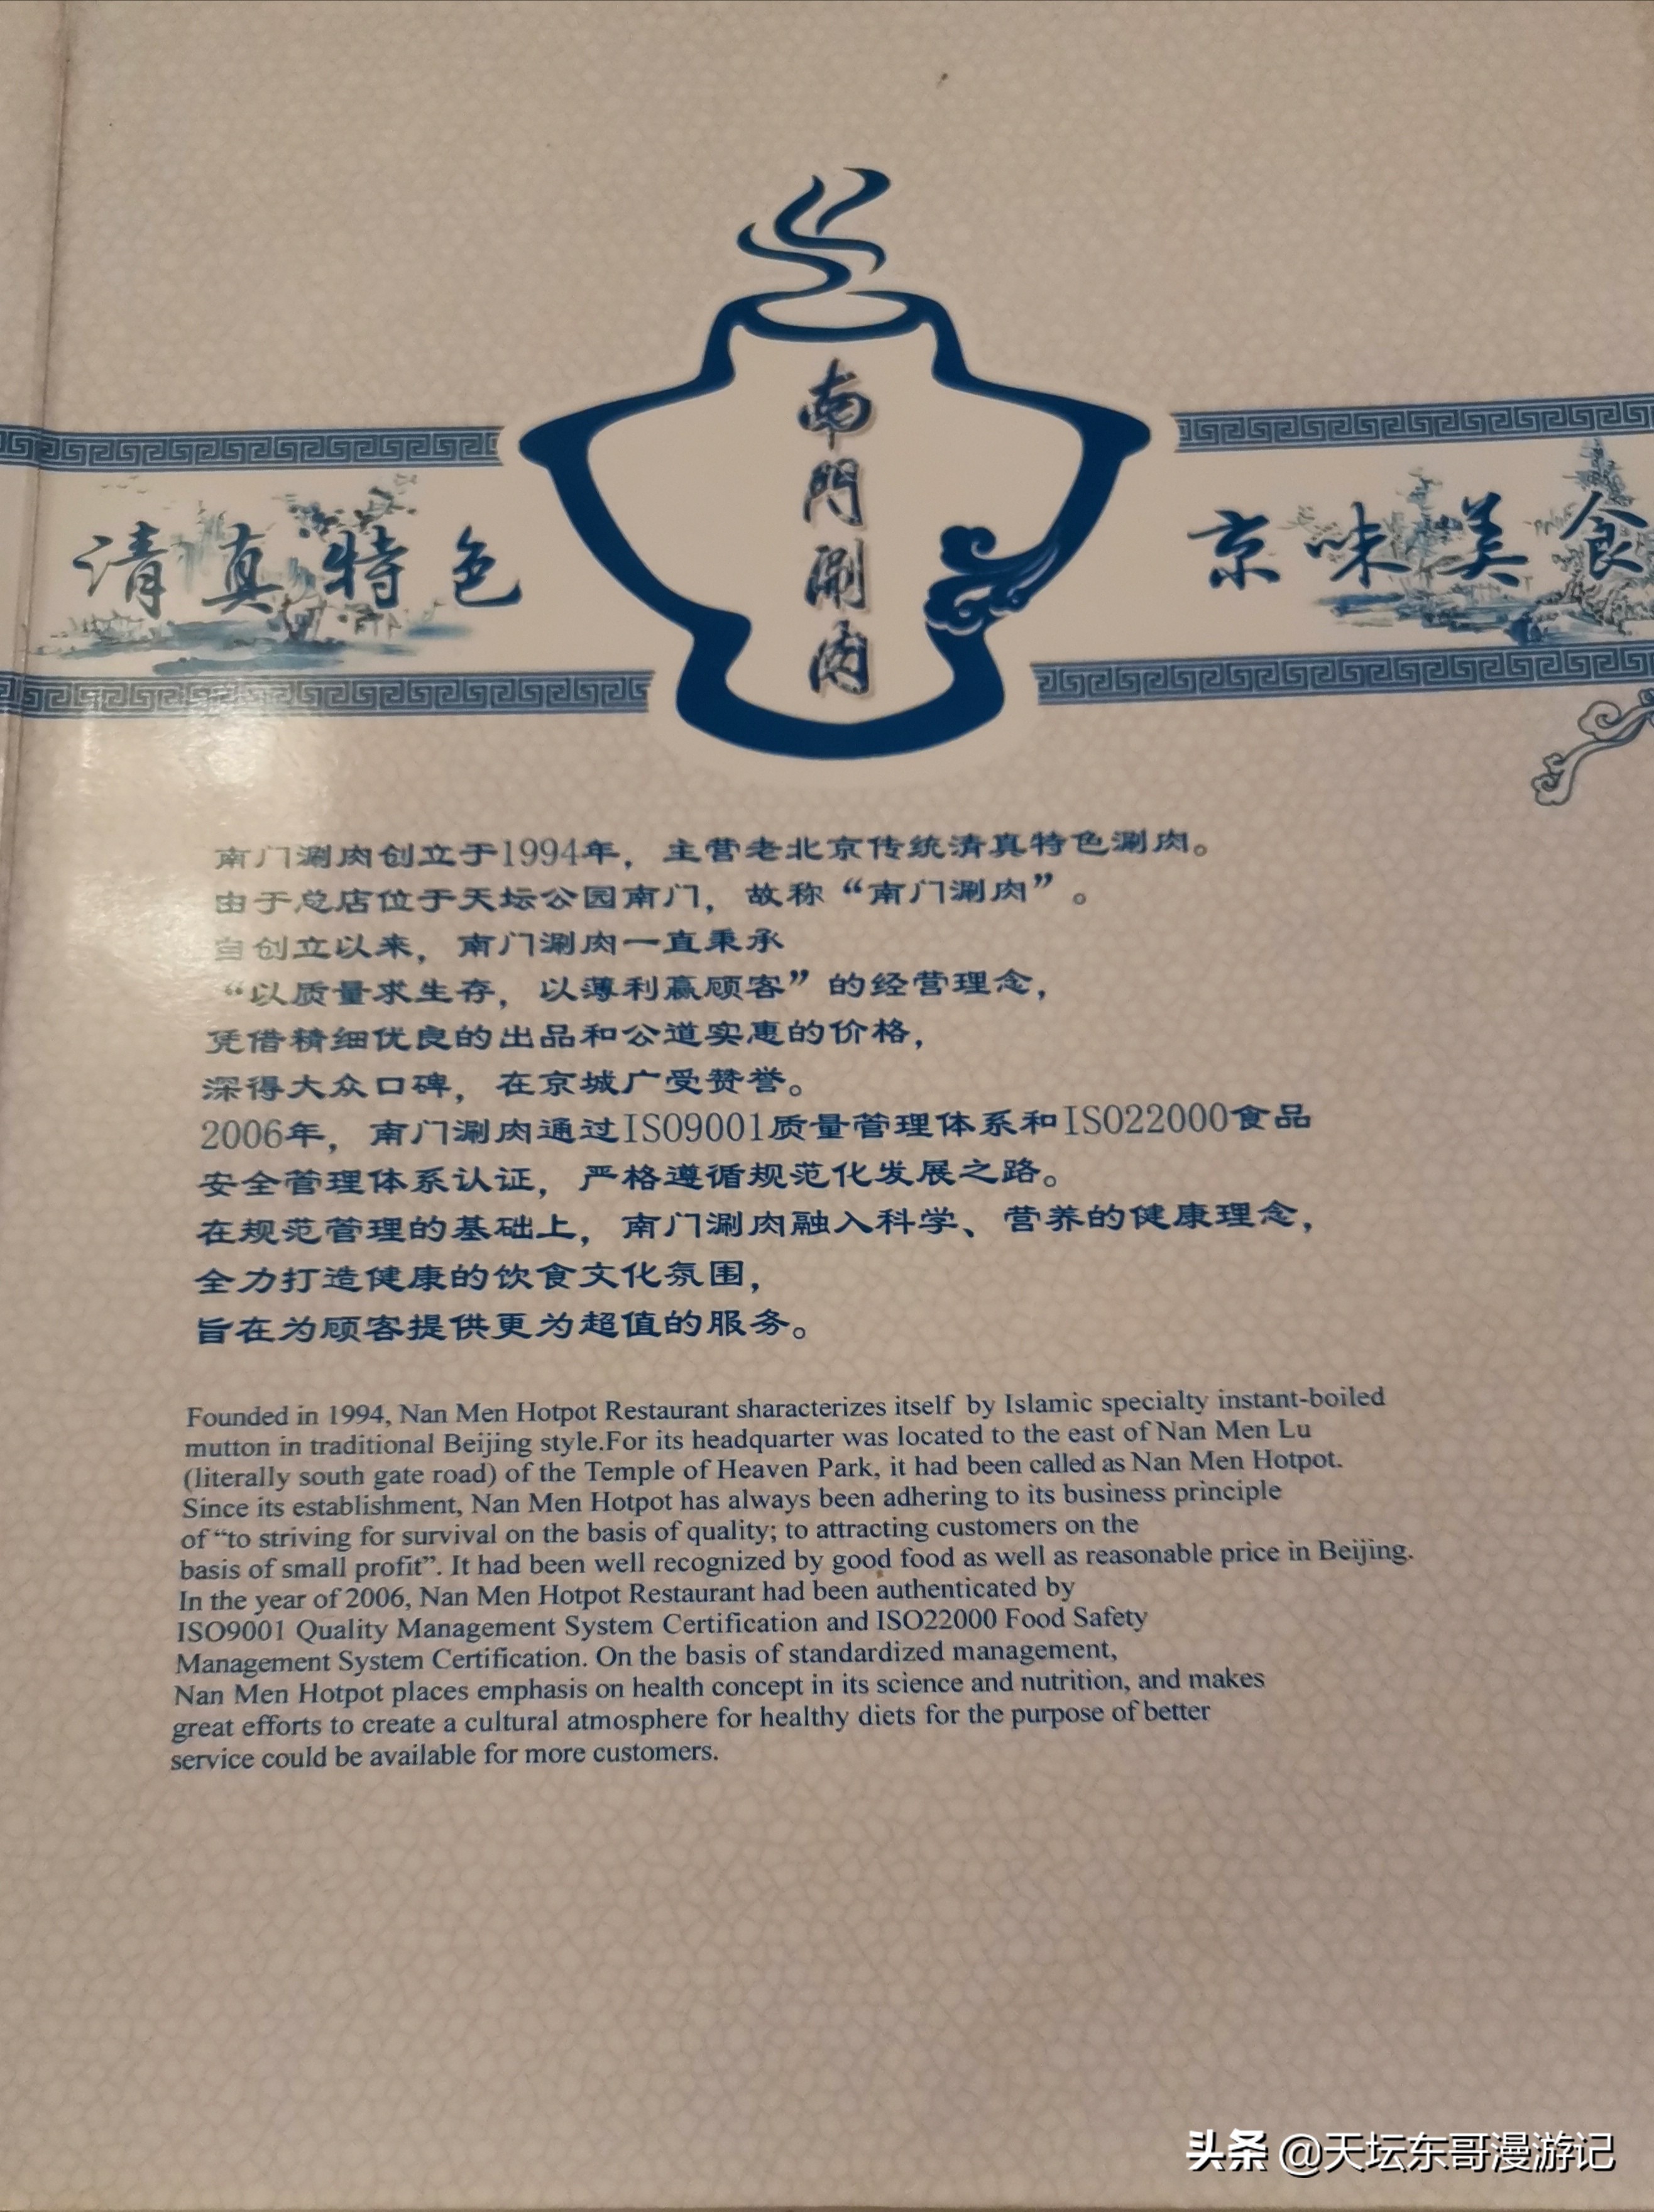 南門涮肉
清真特色
京味美食
南门涮肉创立于1994年，主营老北京传统清真特色涮肉。
由于总店位于天坛公园南门，故称“南门涮肉”。
自创立以来，南门涮肉一直秉承
“以质量求生存，以薄利赢顾客”的经营理念，
凭借精细优良的出品和公道实惠的价格，
深得大众口碑，在京城广受赞誉。
2006年，南门涮肉通过ISO9001质量管理体系和ISO22000食品
安全管理体系认证，严格遵循规范化发展之路。
在规范管理的基础上，南门涮肉融入科学、营养的健康理念，
全力打造健康的饮食文化氛围，
旨在为顾客提供更为超值的服务。
Founded in 1994, Nan Men Hotpot Restaurant sharacterizes itself by Islamic specialty instant-boiled
mutton in traditional Beijing style.For its headquarter was located to the east of Nan Men Lu
(literally south gate road) of the Temple of Heaven Park, it had been called as Nan Men Hotpot.
Since its establishment, Nan Men Hotpot has always been adhering to its business principle
of “to striving for survival on the basis of quality; to attracting customers on the
basis of small profit”. It had been well recognized by good food as well as reasonable price in Beijing.
In the year of 2006, Nan Men Hotpot Restaurant had been authenticated by
ISO9001 Quality Management System Certification and ISO22000 Food Safety
Management System Certification. On the basis of standardized management,
Nan Men Hotpot places emphasis on health concept in its science and nutrition, and makes
great efforts to create a cultural atmosphere for healthy diets for the purpose of better
service could be available for more customers.
头条 @天坛东哥漫游记